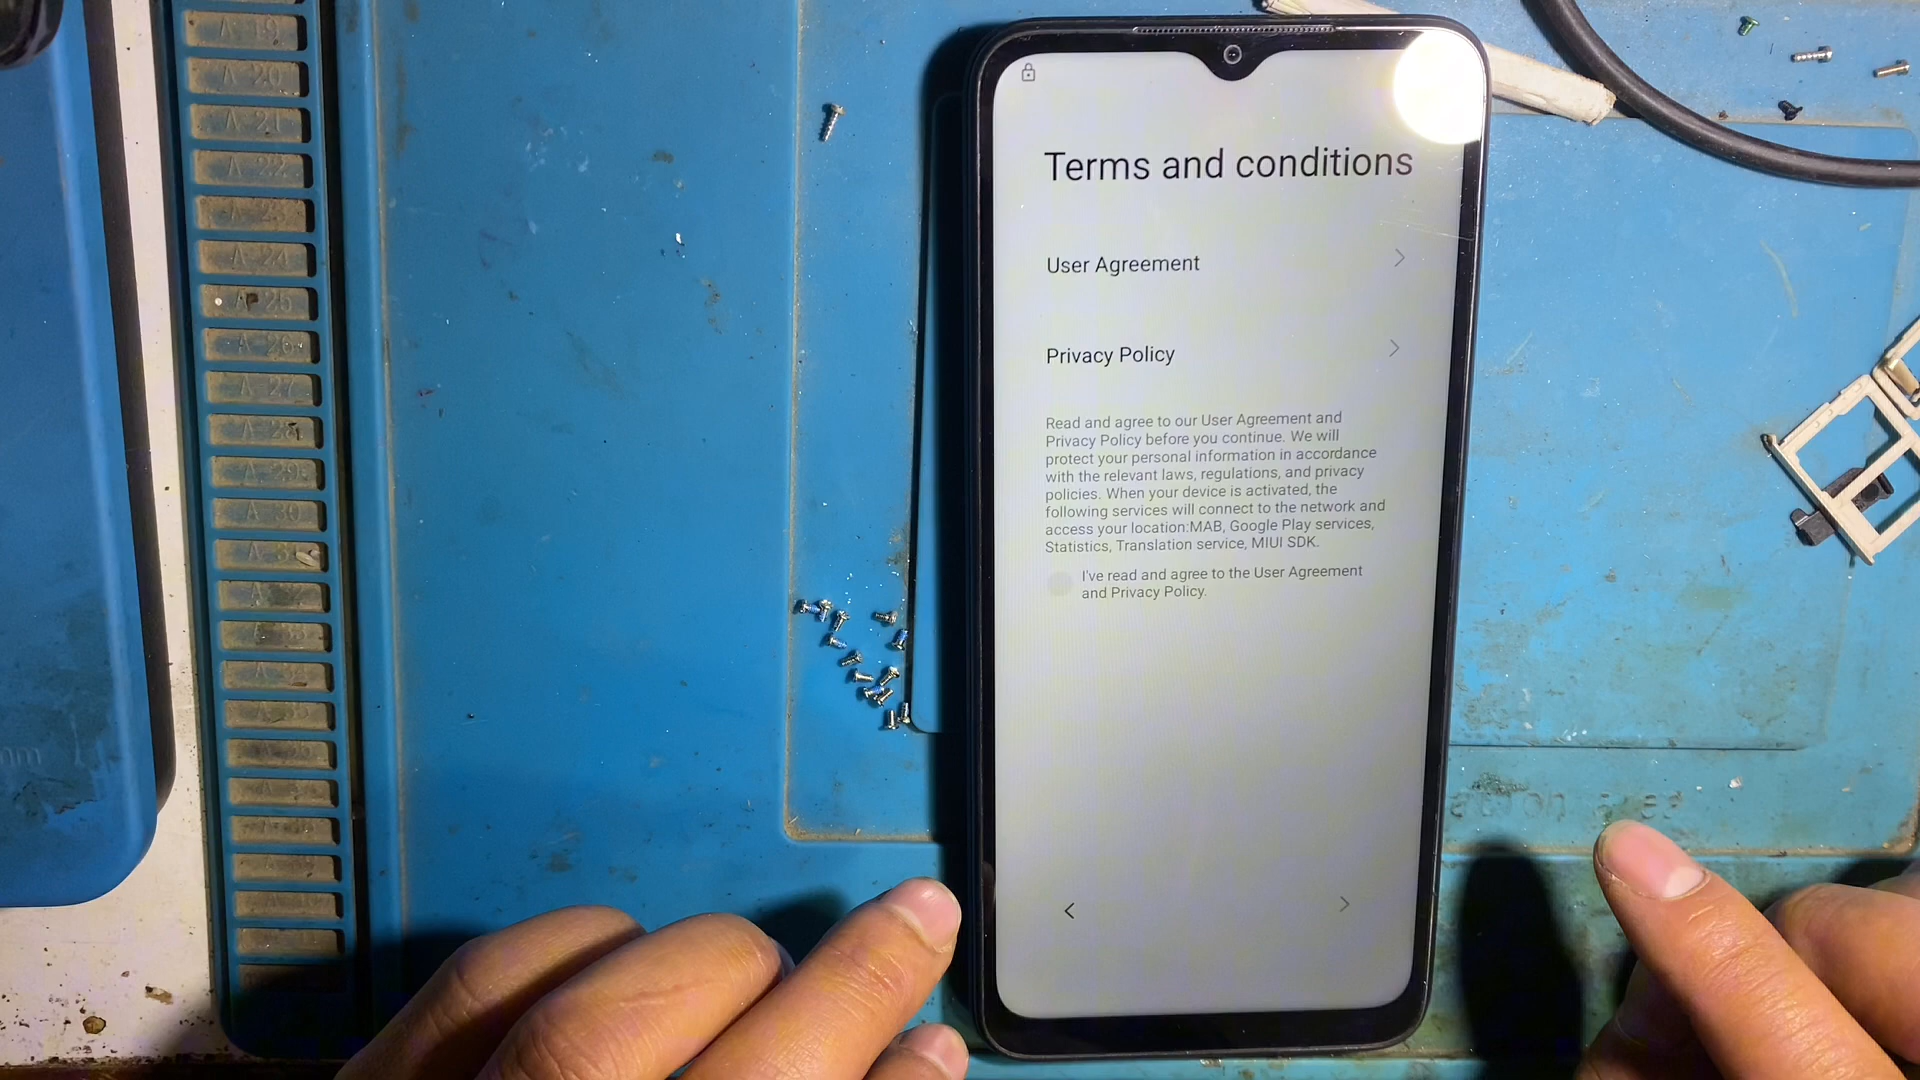 A-19
A-20
A-21
A-22
A-23
A-24
A-25
A-26
A-27
A-28
A-29
A-30
mm
Terms and conditions
User Agreement
Privacy Policy
Read and agree to our User Agreement and
Privacy Policy before you continue. We will
protect your personal information in accordance
with the relevant laws, regulations, and privacy
policies. When your device is activated, the
following services will connect to the network and
access your location:MAB, Google Play services,
Statistics, Translation service, MIUI SDK.
I've read and agree to the User Agreement
and Privacy Policy.